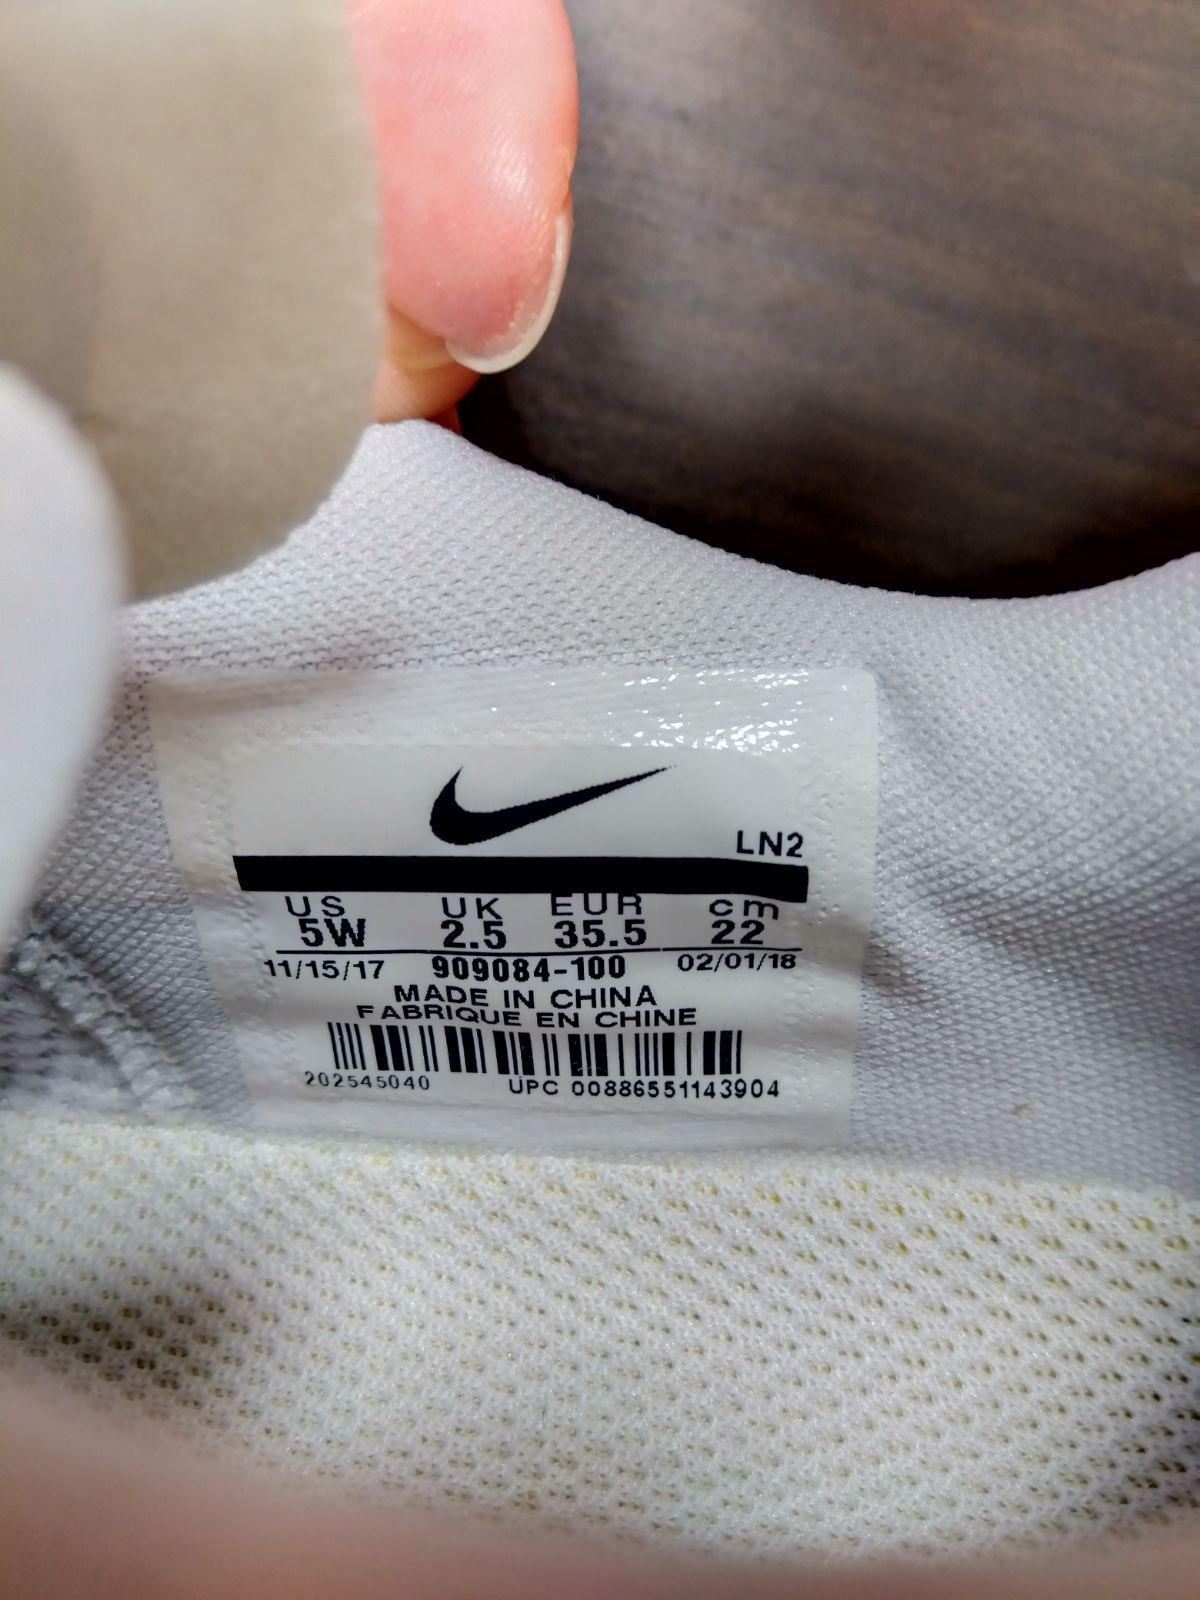 LN2
US UK EUR cm
5W 2.5 35.5 22
11/15/17 909084-100 02/01/18
MADE IN CHINA
FABRIQUE EN CHINE
202545040 UPC 00886551143904